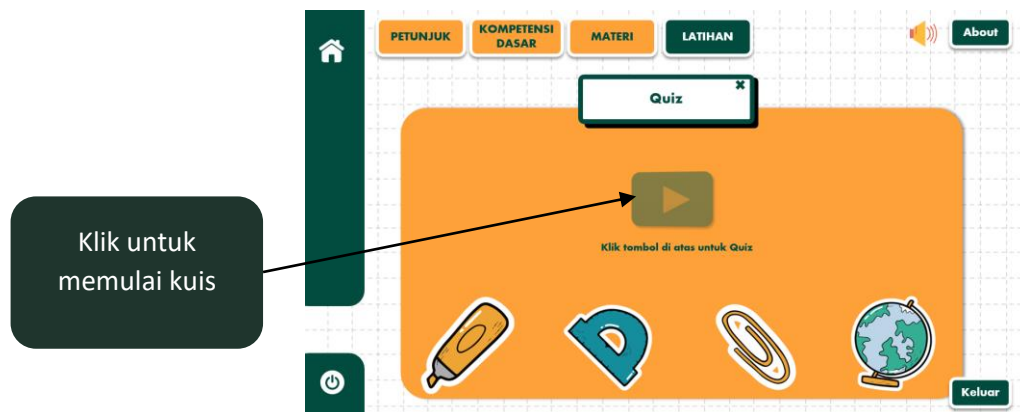 PETUNJUK
KOMPETENSI
DASAR
MATERI
LATIHAN
About
Quiz
Klik untuk
memulai kuis
Klik tombol di atas untuk Quiz
Keluar